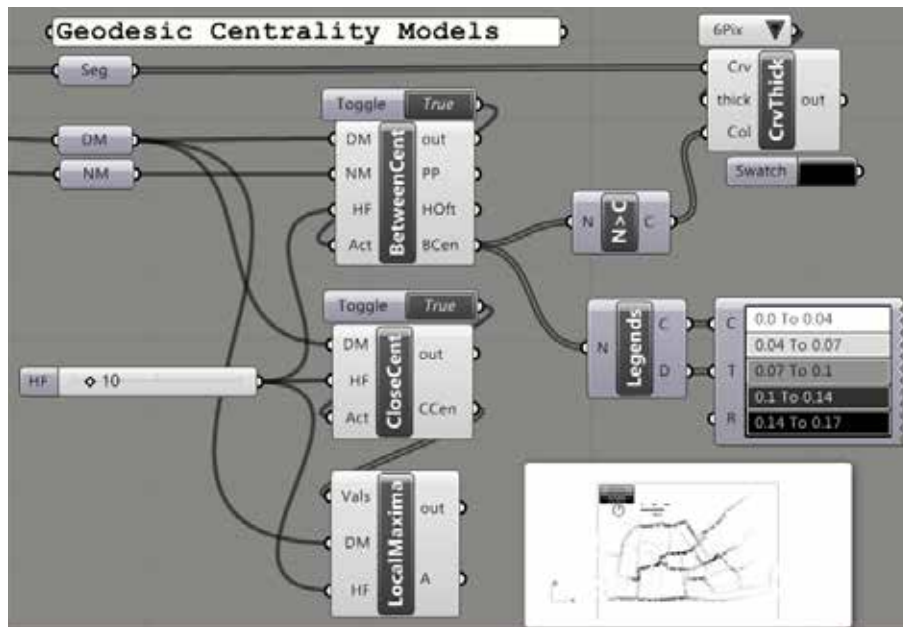 Geodesic Centrality Models
6Pix
Seg
Crv
thick
Col
CrvThick
out
Swatch
Toggle True
DM
NM
DM
NM
HF
Act
BetweenCent
out
PP
HOft
BCen
N
N>C
C
Toggle True
DM
HF
Act
CloseCent
out
CCen
N
Legends
C
D
C
T
R
0.0 To 0.04
0.04 To 0.07
0.07 To 0.1
0.1 To 0.14
0.14 To 0.17
HF 10
Vals
DM
HF
LocalMaxima
out
A